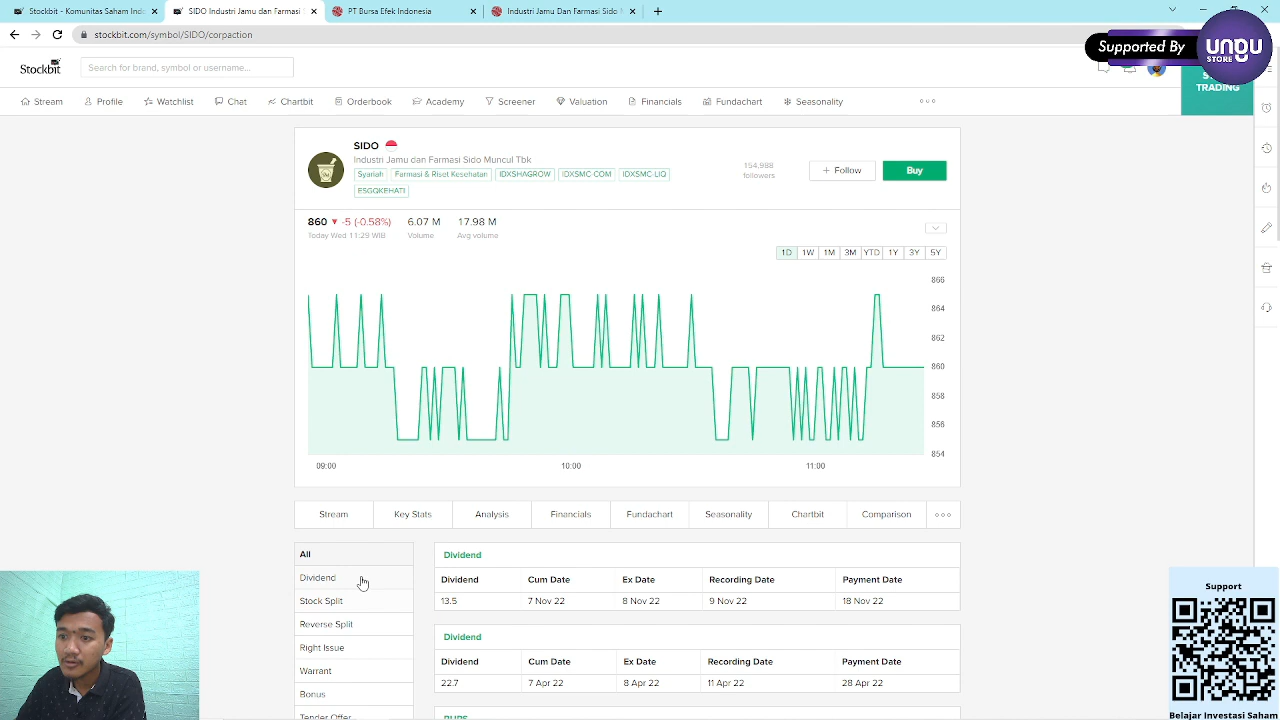 Stockbit - Komunitas Saham Indo
SIDO Industri Jamu dan Farmasi
PT Bursa Efek Indonesia
Industri Jamu Dan Farmasi Sido
stockbit.com/symbol/SIDO/corpaction
Supported By
UNGU
STORE
Stockbit
Search for brand, symbol or username...
TRADING
Stream
Profile
Watchlist
Chat
Chartbit
Orderbook
Academy
Screener
Valuation
Financials
Fundachart
Seasonality
SIDO
Industri Jamu dan Farmasi Sido Muncul Tbk
Syariah
Farmasi & Riset Kesehatan
IDXSHAGROW
IDXSMC-COM
IDXSMC-LIQ
ESGQKEHATI
154,988
followers
+ Follow
Buy
860 ▼ -5 (-0.58%)
6.07 M
17.98 M
Today Wed 11:29 WIB
Volume
Avg volume
1D
1W
1M
3M
YTD
1Y
3Y
5Y
866
864
862
860
858
856
854
09:00
10:00
11:00
Stream
Key Stats
Analysis
Financials
Fundachart
Seasonality
Chartbit
Comparison
All
Dividend
Stock Split
Reverse Split
Right Issue
Warrant
Bonus
Tender Offer
Dividend
Dividend
Cum Date
Ex Date
Recording Date
Payment Date
13.5
7 Nov 22
8 Nov 22
9 Nov 22
18 Nov 22
Dividend
Dividend
Cum Date
Ex Date
Recording Date
Payment Date
22.7
7 Apr 22
8 Apr 22
11 Apr 22
28 Apr 22
RUPS
Support
Belajar Investasi Saham